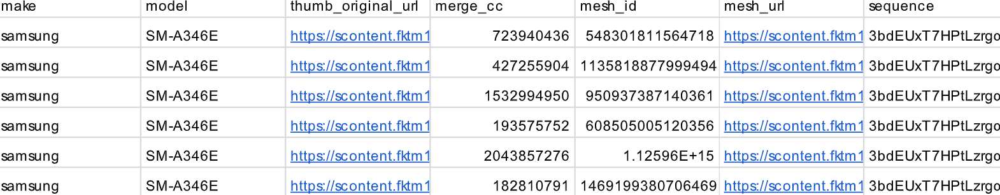 make model thumb_original_url merge_cc mesh_id mesh_url sequence
samsung SM-A346E https://scontent.fktm1 723940436 548301811564718 https://scontent.fktm1 3bdEUxT7HPtLzrgo
samsung SM-A346E https://scontent.fktm1 427255904 1135818877999494 https://scontent.fktm1 3bdEUxT7HPtLzrgo
samsung SM-A346E https://scontent.fktm1 1532994950 950937387140361 https://scontent.fktm1 3bdEUxT7HPtLzrgo
samsung SM-A346E https://scontent.fktm1 193575752 608505005120356 https://scontent.fktm1 3bdEUxT7HPtLzrgo
samsung SM-A346E https://scontent.fktm1 2043857276 1.12596E+15 https://scontent.fktm1 3bdEUxT7HPtLzrgo
samsung SM-A346E https://scontent.fktm1 182810791 1469199380706469 https://scontent.fktm1 3bdEUxT7HPtLzrgo